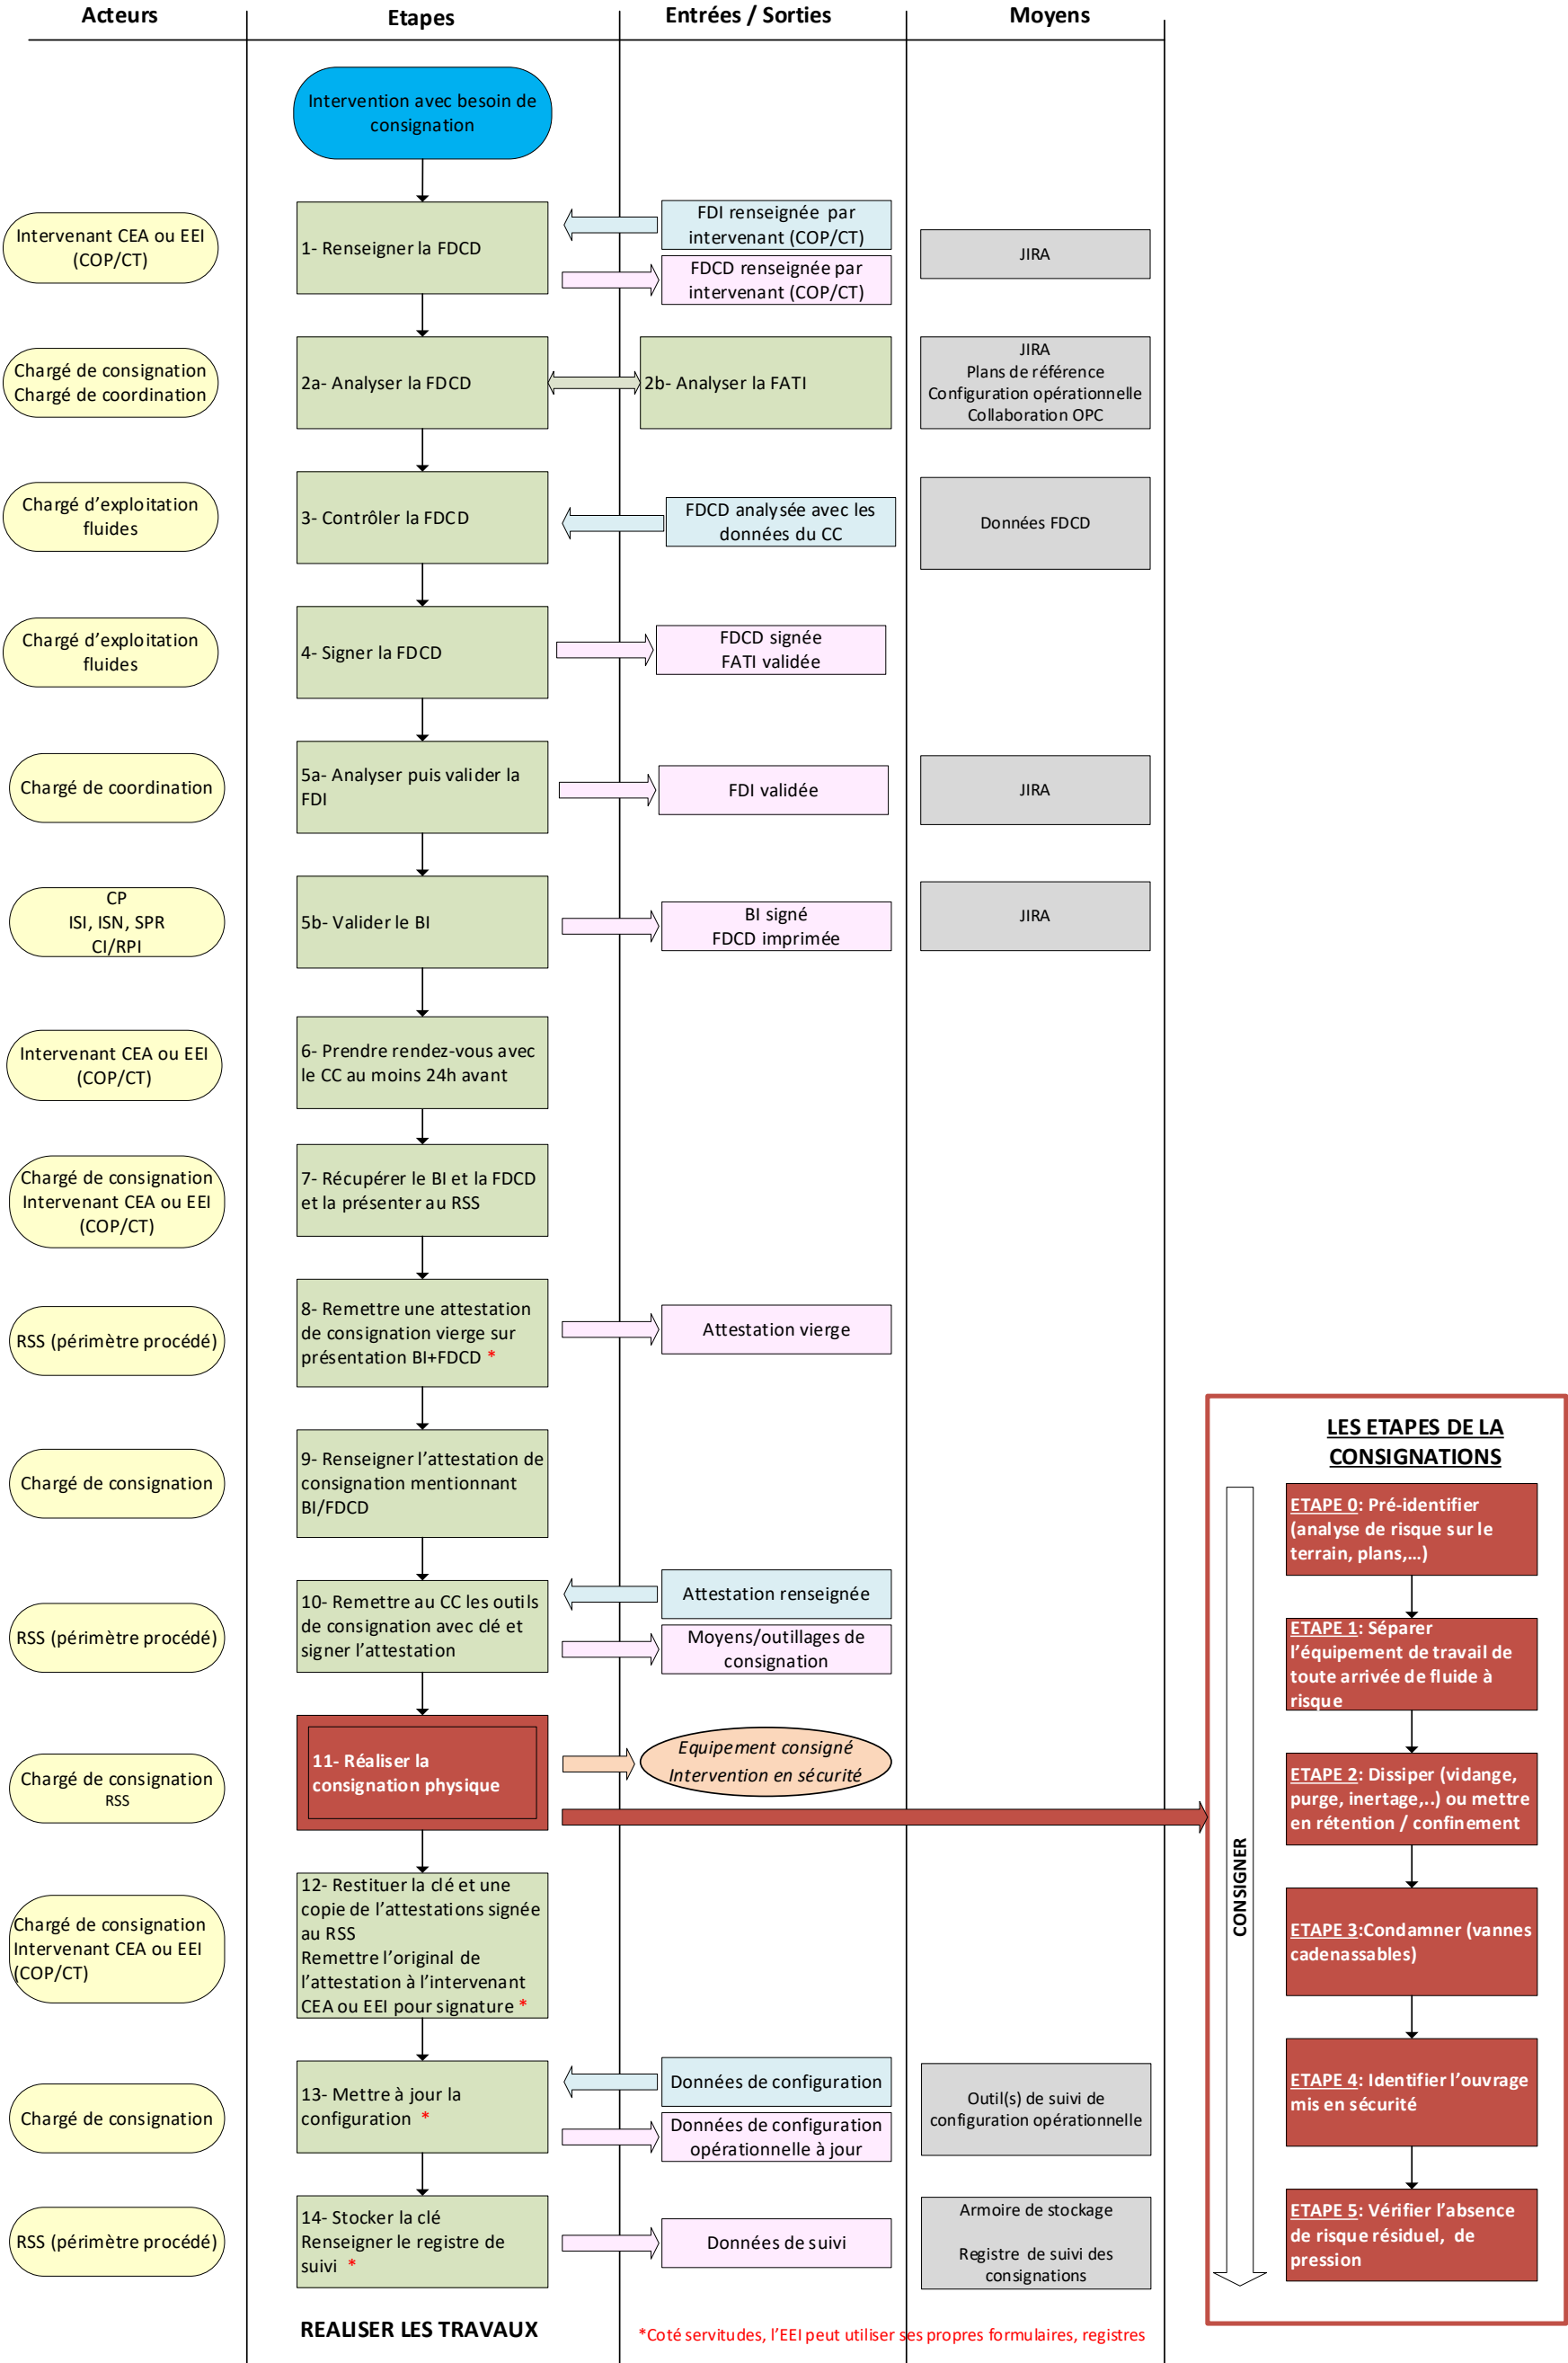 Acteurs
Etapes
Entrées / Sorties
Moyens
Intervention avec besoin de
consignation
Intervenant CEA ou EEI
(COP/CT)
1- Renseigner la FDCD
FDI renseignée par
intervenant (COP/CT)
FDCD renseignée par
intervenant (COP/CT)
JIRA
Chargé de consignation
Chargé de coordination
2a- Analyser la FDCD
2b- Analyser la FATI
JIRA
Plans de référence
Configuration opérationnelle
Collaboration OPC
Chargé d’exploitation
fluides
3- Contrôler la FDCD
FDCD analysée avec les
données du CC
Données FDCD
Chargé d’exploitation
fluides
4- Signer la FDCD
FDCD signée
FATI validée
Chargé de coordination
5a- Analyser puis valider la
FDI
FDI validée
JIRA
CP
ISI, ISN, SPR
CI/RPI
5b- Valider le BI
BI signé
FDCD imprimée
JIRA
Intervenant CEA ou EEI
(COP/CT)
6- Prendre rendez-vous avec
le CC au moins 24h avant
Chargé de consignation
Intervenant CEA ou EEI
(COP/CT)
7- Récupérer le BI et la FDCD
et la présenter au RSS
RSS (périmètre procédé)
8- Remettre une attestation
de consignation vierge sur
présentation BI+FDCD *
Attestation vierge
Chargé de consignation
9- Renseigner l’attestation de
consignation mentionnant
BI/FDCD
RSS (périmètre procédé)
10- Remettre au CC les outils
de consignation avec clé et
signer l’attestation
Attestation renseignée
Moyens/outillages de
consignation
Chargé de consignation
RSS
11- Réaliser la
consignation physique
Equipement consigné
Intervention en sécurité
Chargé de consignation
Intervenant CEA ou EEI
(COP/CT)
12- Restituer la clé et une
copie de l’attestations signée
au RSS
Remettre l’original de
l’attestation à l’intervenant
CEA ou EEI pour signature *
Chargé de consignation
13- Mettre à jour la
configuration *
Données de configuration
Données de configuration
opérationnelle à jour
Outil(s) de suivi de
configuration opérationnelle
RSS (périmètre procédé)
14- Stocker la clé
Renseigner le registre de
suivi *
Données de suivi
Armoire de stockage
Registre de suivi des
consignations
REALISER LES TRAVAUX
*Coté servitudes, l’EEI peut utiliser ses propres formulaires, registres
LES ETAPES DE LA
CONSIGNATIONS
CONSIGNER
ETAPE 0: Pré-identifier
(analyse de risque sur le
terrain, plans,…)
ETAPE 1: Séparer
l’équipement de travail de
toute arrivée de fluide à
risque
ETAPE 2: Dissiper (vidange,
purge, inertage,..) ou mettre
en rétention / confinement
ETAPE 3:Condamner (vannes
cadenassables)
ETAPE 4: Identifier l’ouvrage
mis en sécurité
ETAPE 5: Vérifier l’absence
de risque résiduel, de
pression